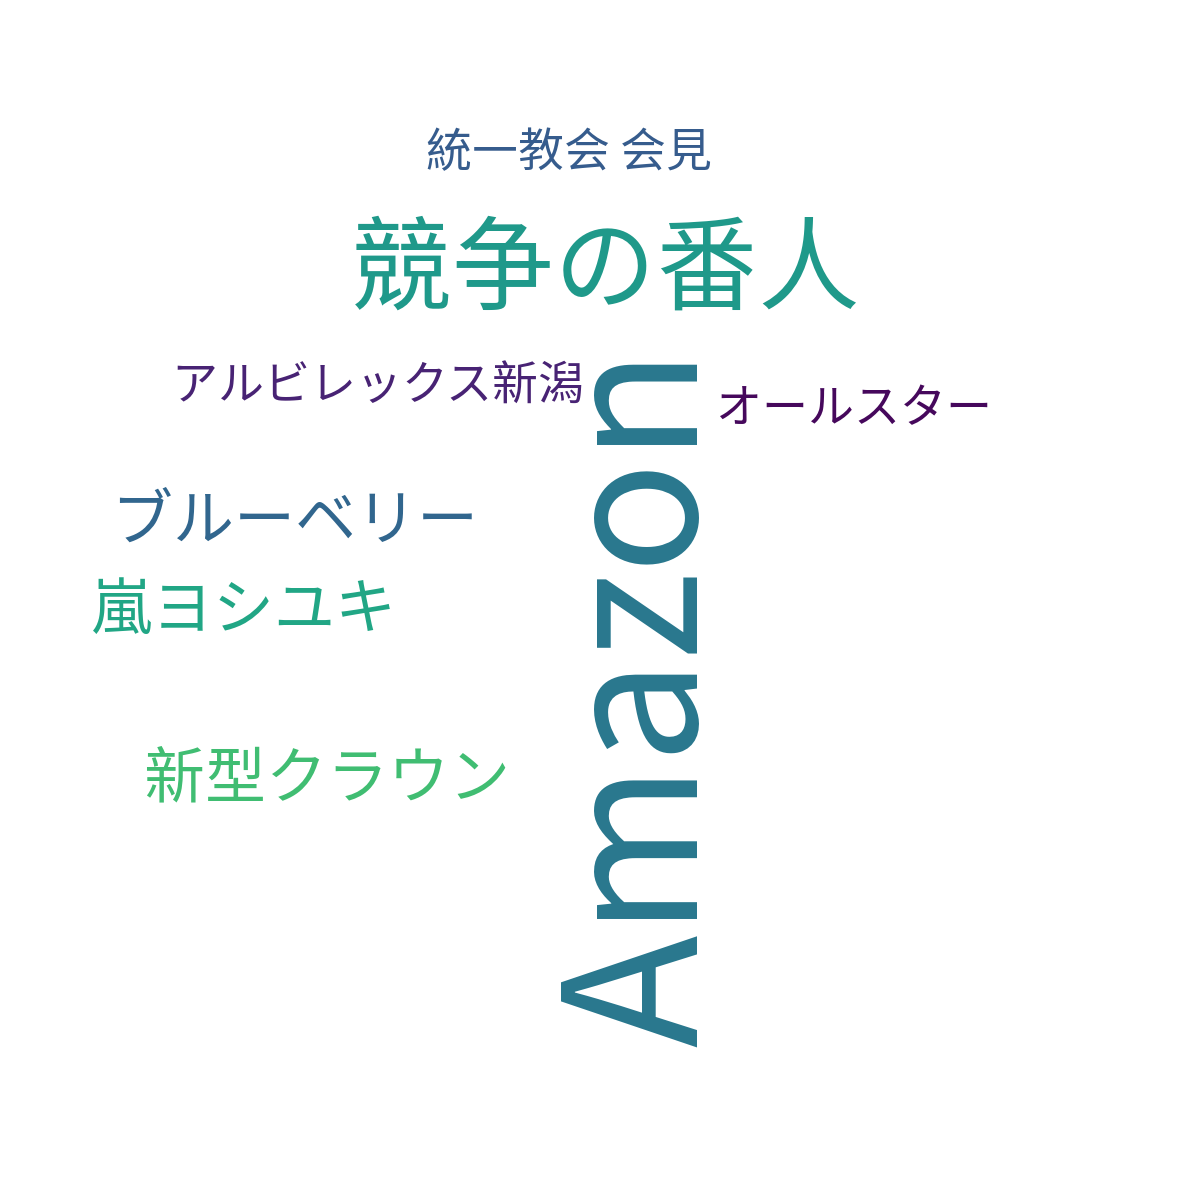 統一教会 会見
競争の番人
アルビレックス新潟
オールスター
ブルーベリー
嵐ヨシユキ
新型クラウン
Amazon